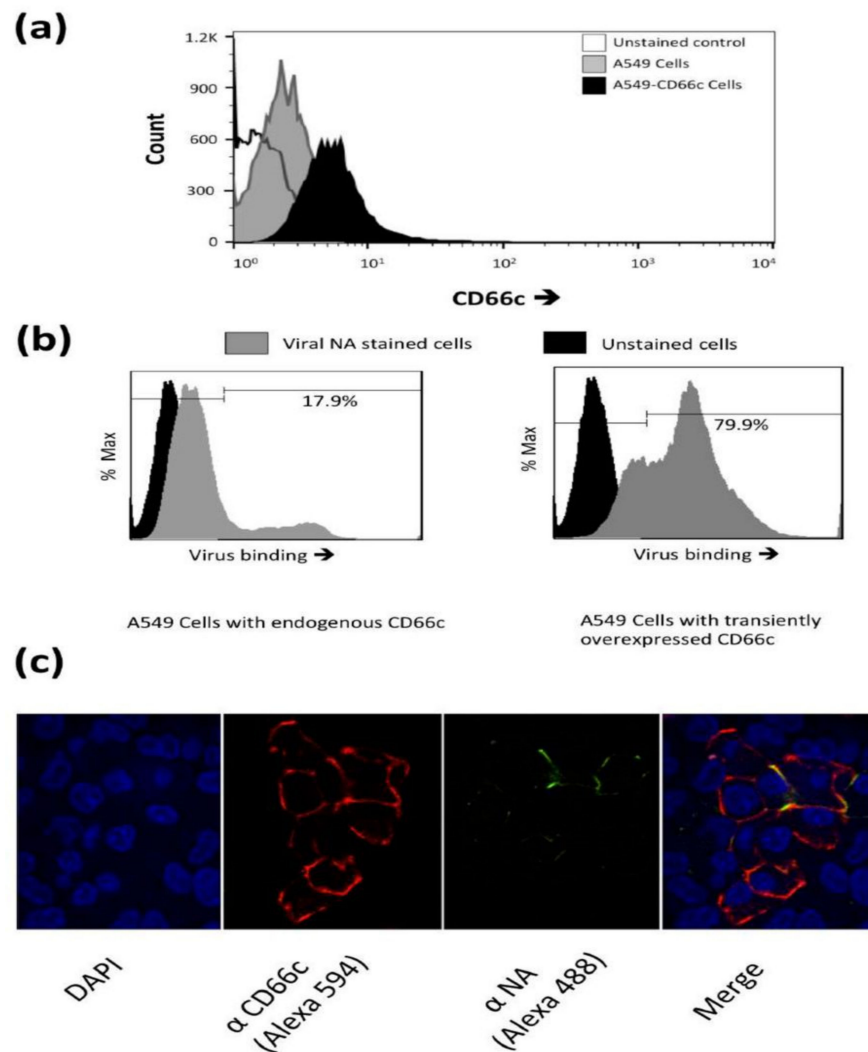 (a)
1.2K
900
600
300
0
Count
Unstained control
A549 Cells
A549-CD66c Cells
10⁰
10¹
10²
10³
10⁴
CD66c →
(b)
Viral NA stained cells
Unstained cells
% Max
17.9%
Virus binding →
% Max
79.9%
Virus binding →
A549 Cells with endogenous CD66c
A549 Cells with transiently
overexpressed CD66c
(c)
DAPI
α CD66c
(Alexa 594)
α NA
(Alexa 488)
Merge